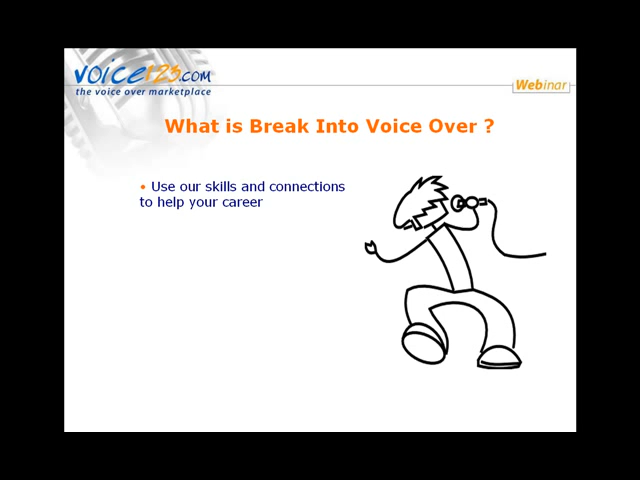 voice123.com
the voice over marketplace
Webinar
What is Break Into Voice Over ?
• Use our skills and connections
to help your career